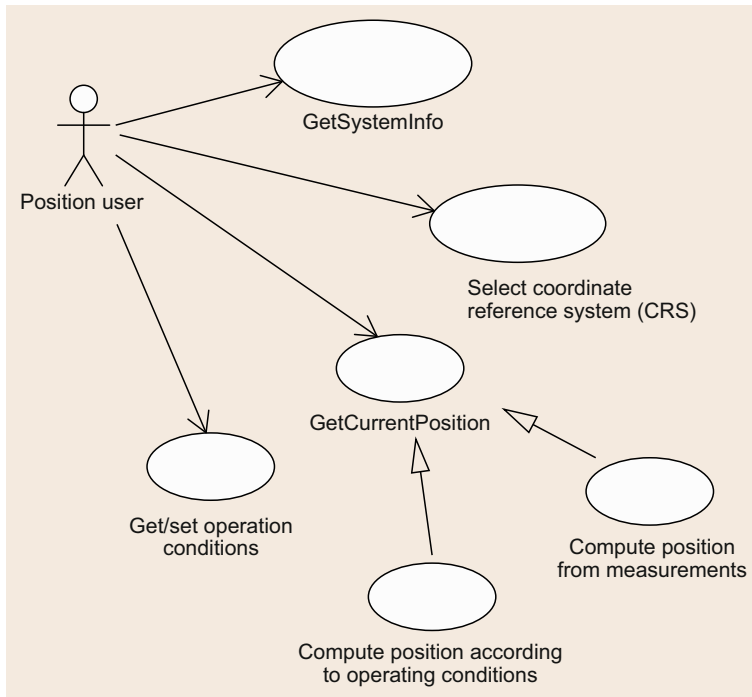 GetSystemInfo
Position user
Select coordinate
reference system (CRS)
GetCurrentPosition
Get/set operation
conditions
Compute position
from measurements
Compute position according
to operating conditions